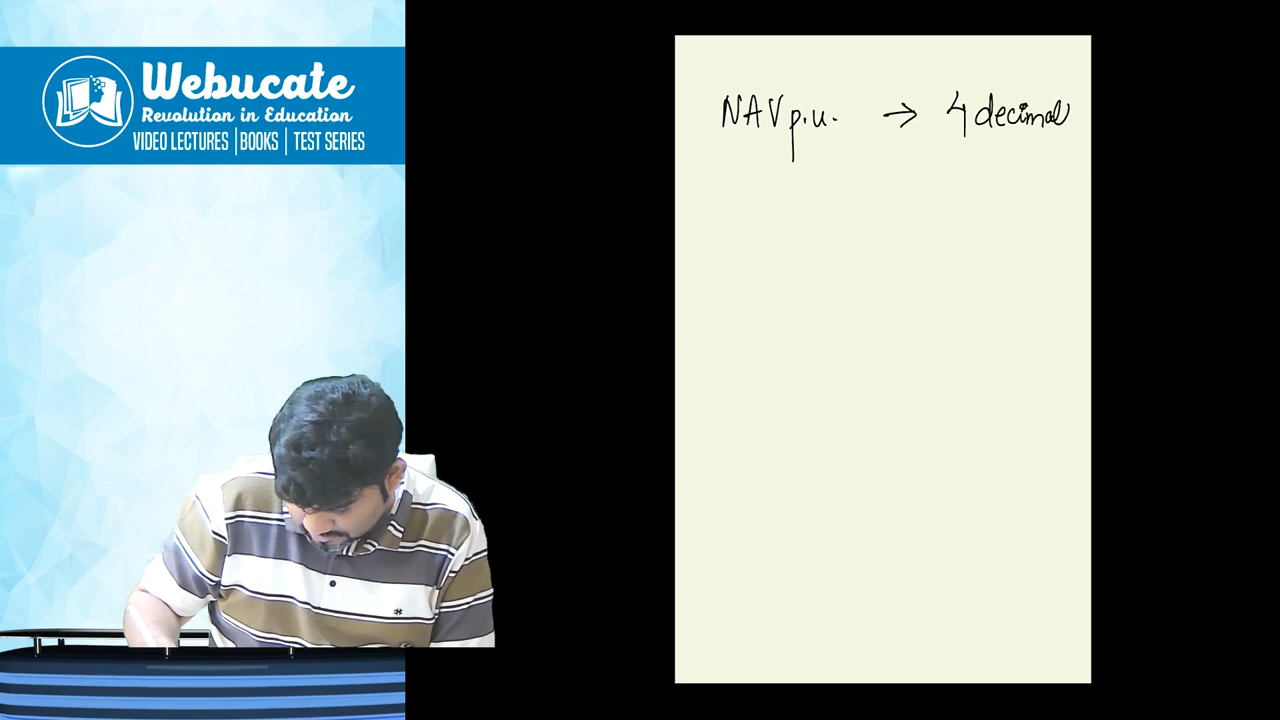 Webucate
Revolution in Education
VIDEO LECTURES | BOOKS | TEST SERIES
NAV p.u. → 4 decimal